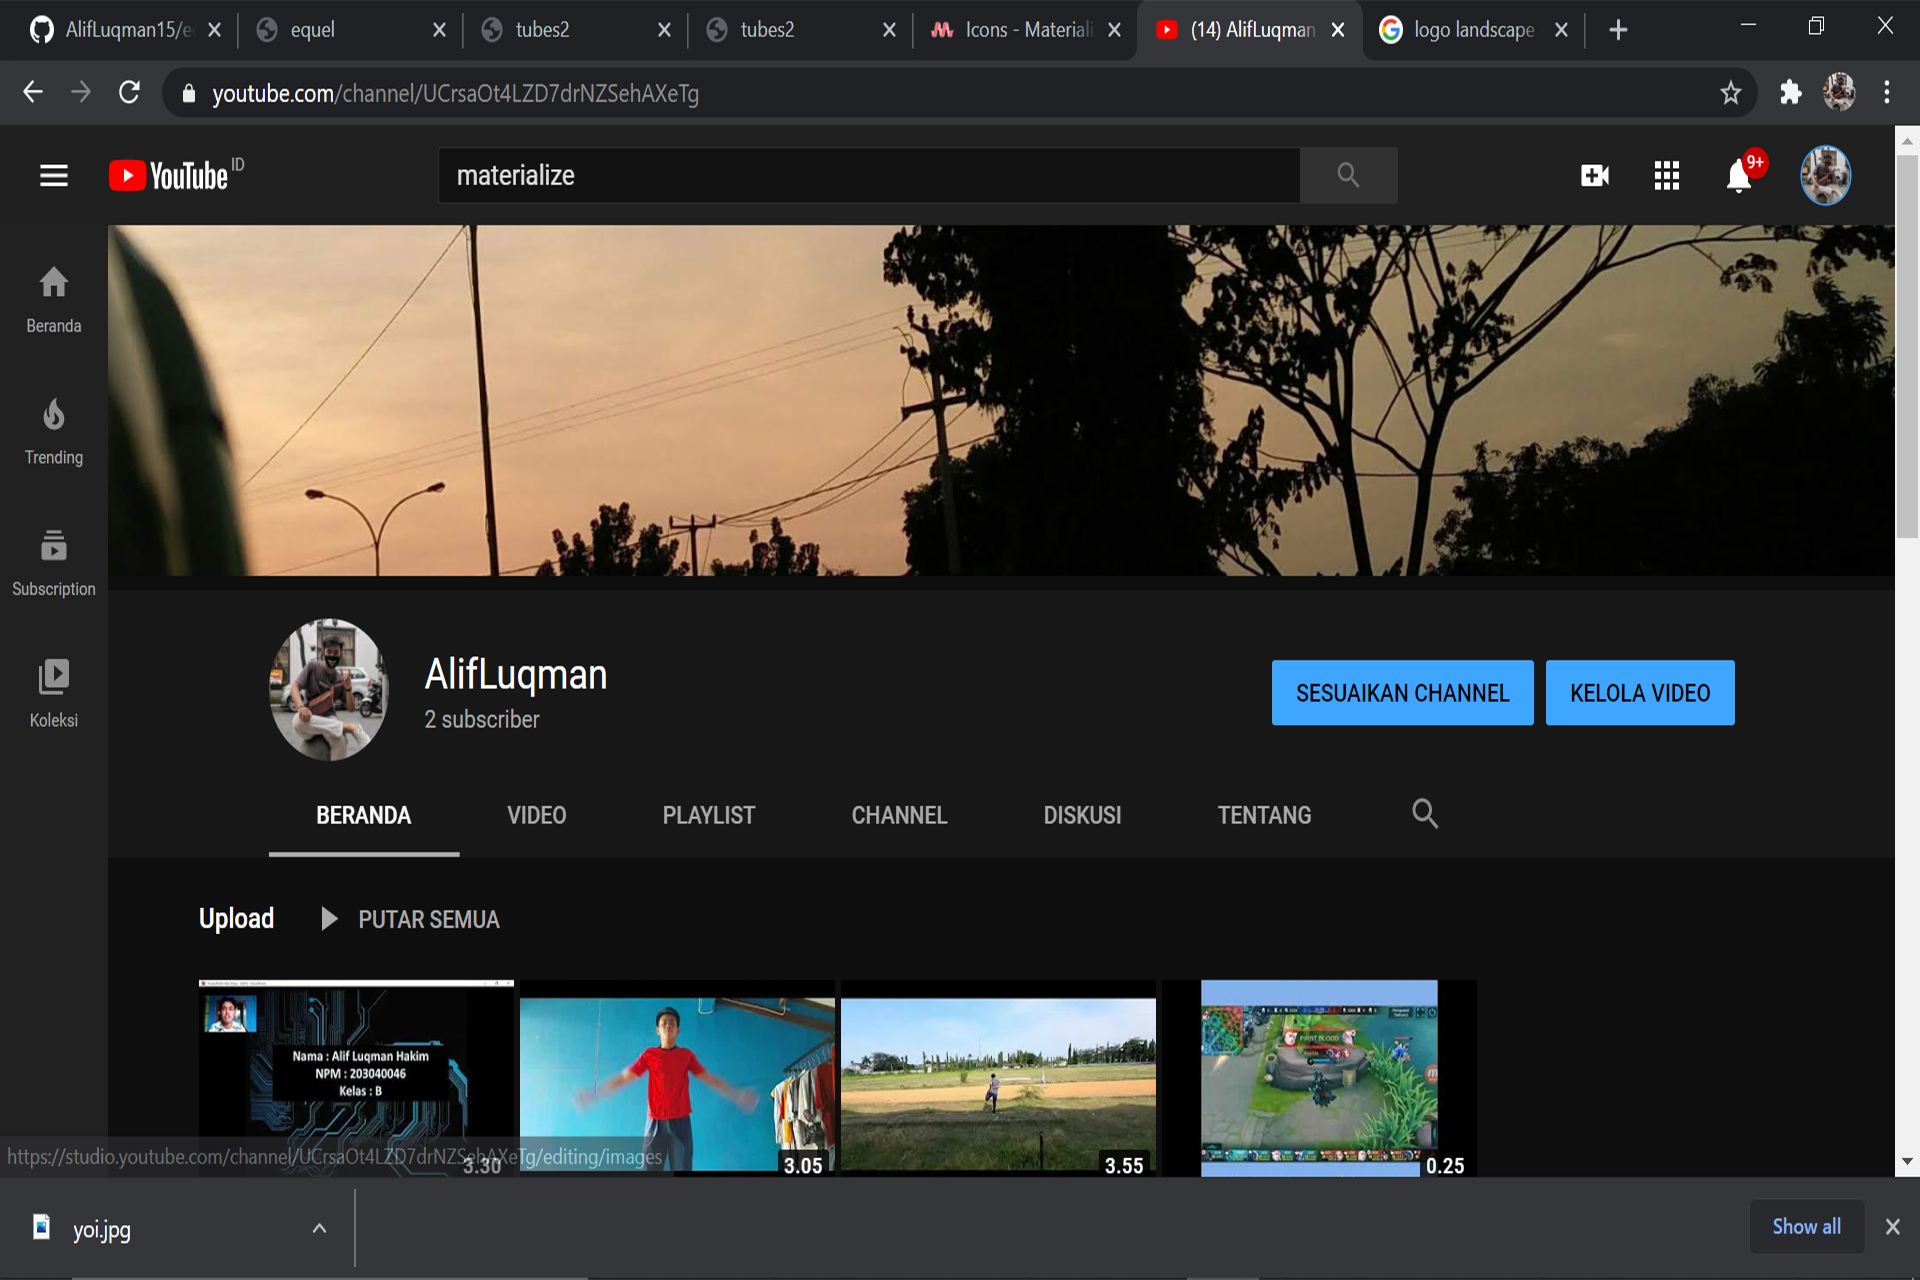 AlifLuqman15/e
equel
tubes2
tubes2
Icons - Materiali
(14) AlifLuqman
logo landscape
youtube.com/channel/UCrsaOt4LZD7drNZSehAXeTg
YouTube ID
materialize
9+
Beranda
Trending
Subscription
Koleksi
AlifLuqman
2 subscriber
SESUAIKAN CHANNEL
KELOLA VIDEO
BERANDA
VIDEO
PLAYLIST
CHANNEL
DISKUSI
TENTANG
Upload
PUTAR SEMUA
Nama : Alif Luqman Hakim
NPM : 203040046
Kelas : B
FIRST BLOOD
3.30
3.05
3.55
0.25
https://studio.youtube.com/channel/UCrsaOt4LZD7drNZSehAXeTg/editing/images
yoi.jpg
Show all